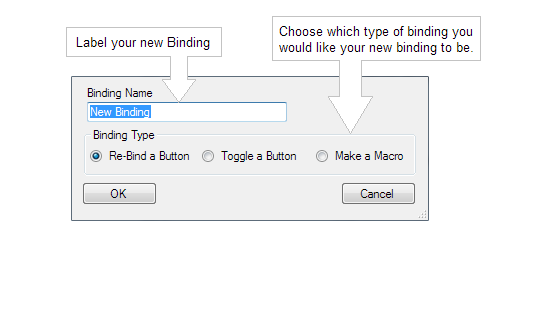 Label your new Binding
Choose which type of binding you
would like your new binding to be.
Binding Name
New Binding
Binding Type
Re-Bind a Button Toggle a Button Make a Macro
OK Cancel